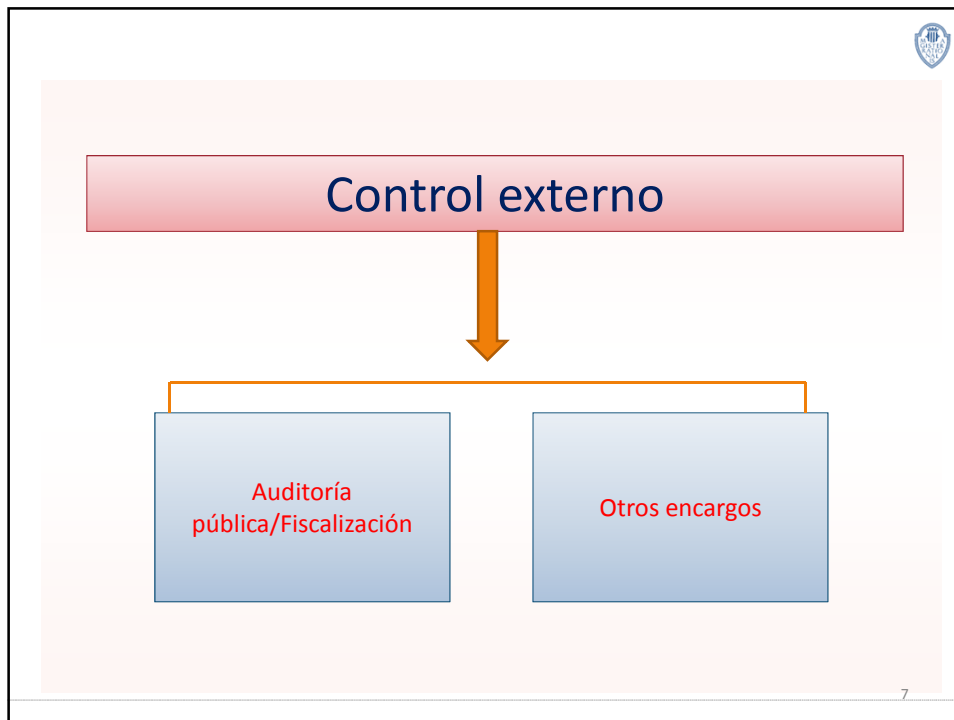 Control externo
Auditoría
pública/Fiscalización
Otros encargos
7